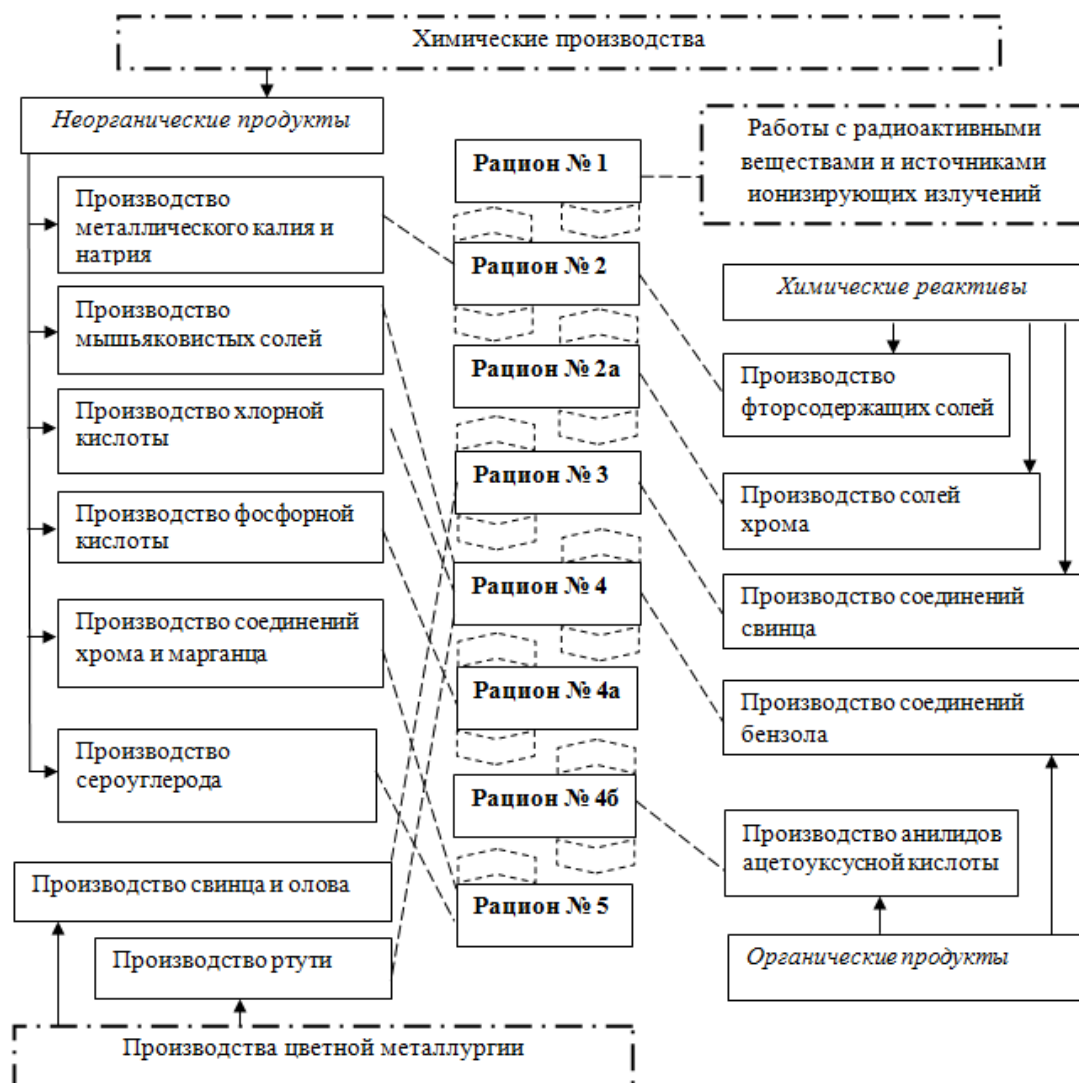 Химические производства
Неорганические продукты
Производство
металлического калия и
натрия
Производство
мышьяковистых солей
Производство хлорной
кислоты
Производство фосфорной
кислоты
Производство соединений
хрома и марганца
Производство
сероуглерода
Производство свинца и олова
Производство ртути
Производства цветной металлургии
Рацион № 1
Рацион № 2
Рацион № 2а
Рацион № 3
Рацион № 4
Рацион № 4а
Рацион № 4б
Рацион № 5
Работы с радиоактивными
веществами и источниками
ионизирующих излучений
Химические реактивы
Производство
фторсодержащих солей
Производство солей
хрома
Производство соединений
свинца
Производство соединений
бензола
Производство анилидов
ацетоуксусной кислоты
Органические продукты